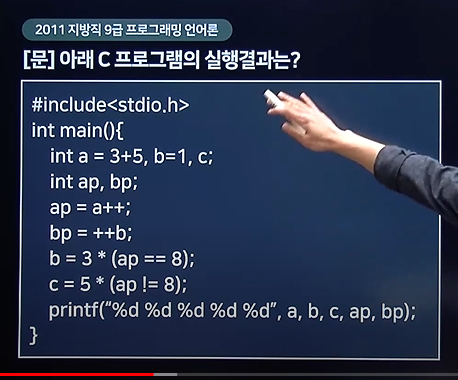 2011 지방직 9급 프로그래밍 언어론
[문] 아래 C 프로그램의 실행결과는?
#include<stdio.h>
int main(){
int a = 3+5, b=1, c;
int ap, bp;
ap = a++;
bp = ++b;
b = 3 * (ap == 8);
c = 5 * (ap != 8);
printf(“%d %d %d %d %d”, a, b, c, ap, bp);
}